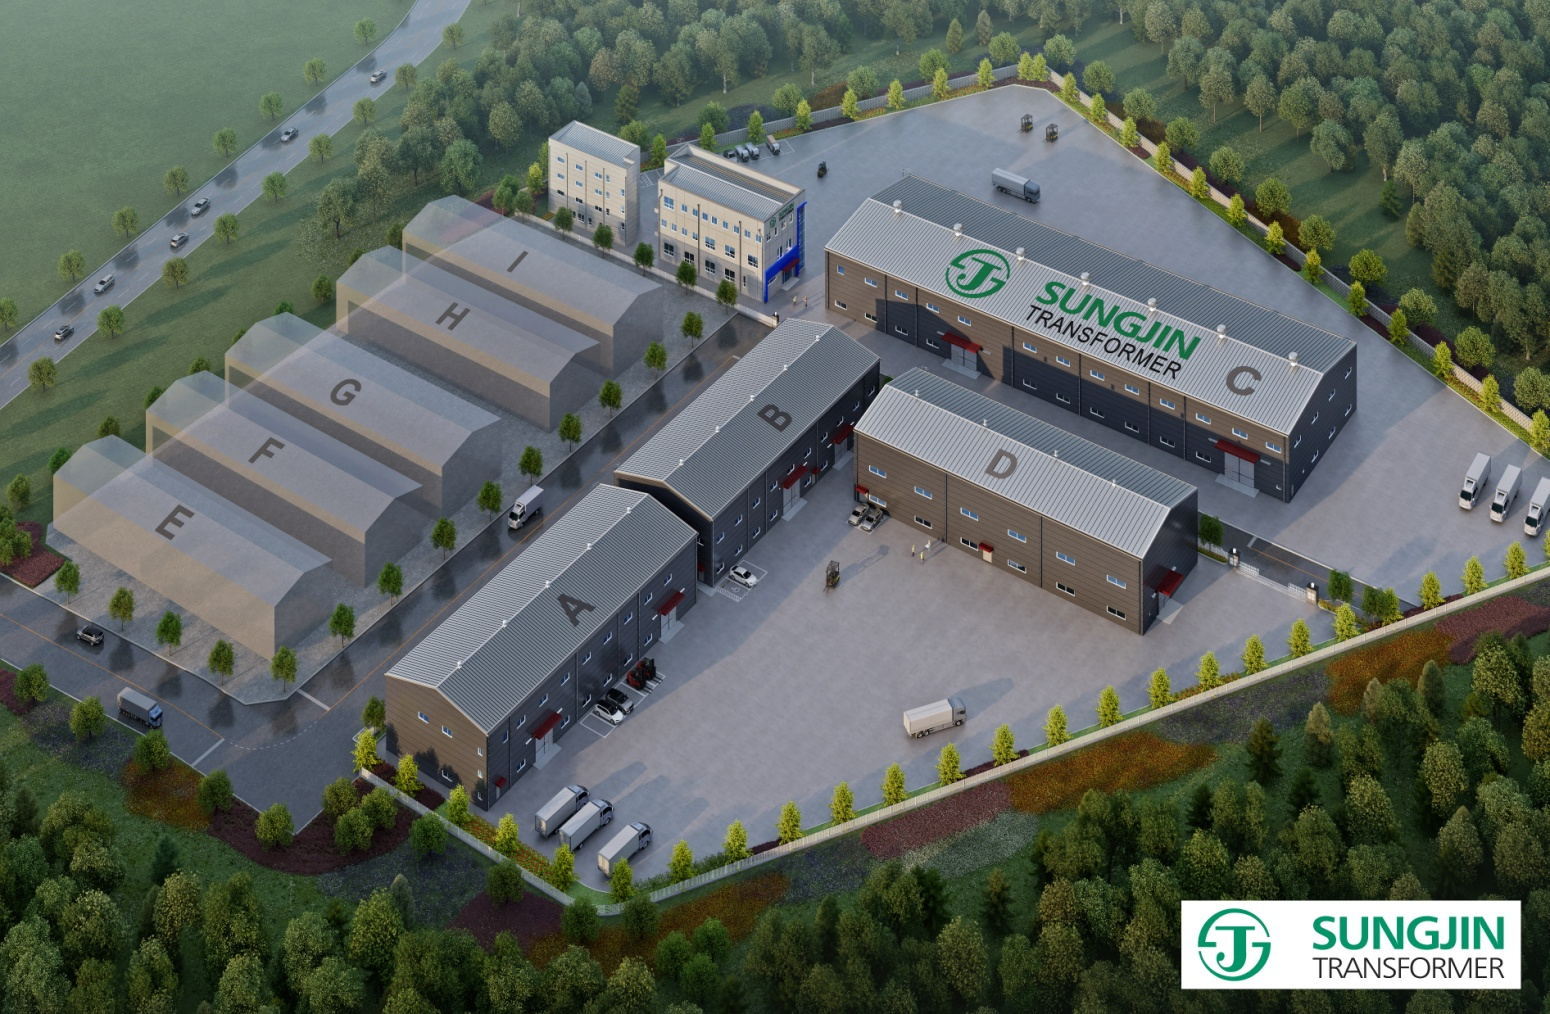 I
H
G
F
E
SUNGJIN
TRANSFORMER
C
B
D
A
SUNGJIN
TRANSFORMER